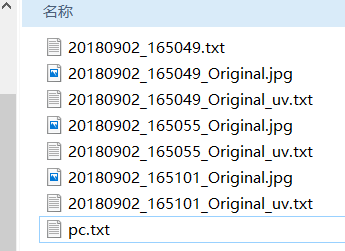 名称
20180902_165049.txt
20180902_165049_Original.jpg
20180902_165049_Original_uv.txt
20180902_165055_Original.jpg
20180902_165055_Original_uv.txt
20180902_165101_Original.jpg
20180902_165101_Original_uv.txt
pc.txt